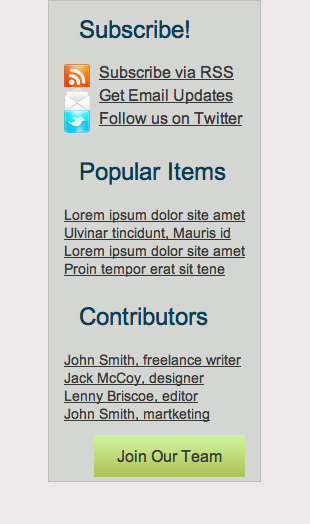 Subscribe!
Subscribe via RSS
Get Email Updates
Follow us on Twitter
Popular Items
Lorem ipsum dolor site amet
Ulvinar tincidunt, Mauris id
Lorem ipsum dolor site amet
Proin tempor erat sit tene
Contributors
John Smith, freelance writer
Jack McCoy, designer
Lenny Briscoe, editor
John Smith, martketing
Join Our Team